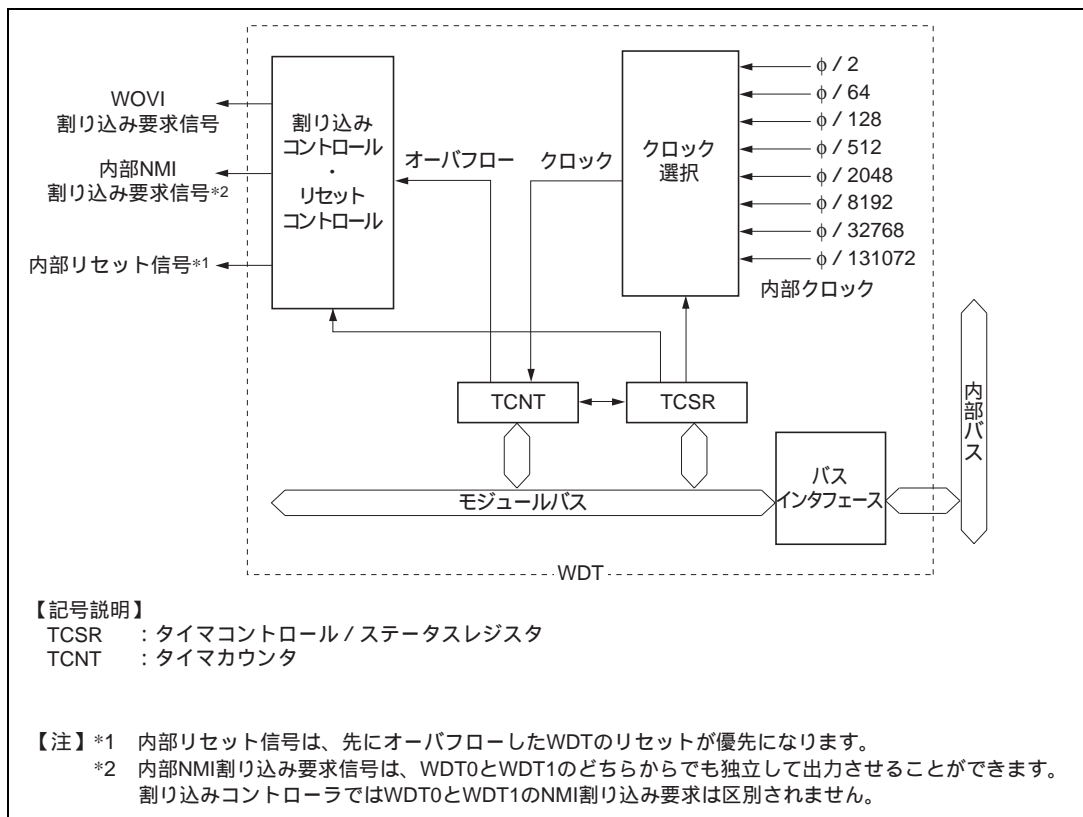 WOVI
割り込み要求信号
内部NMI
割り込み要求信号*2
内部リセット信号*1
割り込み
コントロール
・
リセット
コントロール
オーバフロー
クロック
クロック
選択
φ / 2
φ / 64
φ / 128
φ / 512
φ / 2048
φ / 8192
φ / 32768
φ / 131072
内部クロック
TCNT
TCSR
モジュールバス
バス
インタフェース
内部バス
WDT
【記号説明】
TCSR : タイマコントロール / ステータスレジスタ
TCNT : タイマカウンタ
【注】*1 内部リセット信号は、先にオーバフローしたWDTのリセットが優先になります。
*2 内部NMI割り込み要求信号は、WDT0とWDT1のどちらからでも独立して出力させることができます。
割り込みコントローラではWDT0とWDT1のNMI割り込み要求は区別されません。